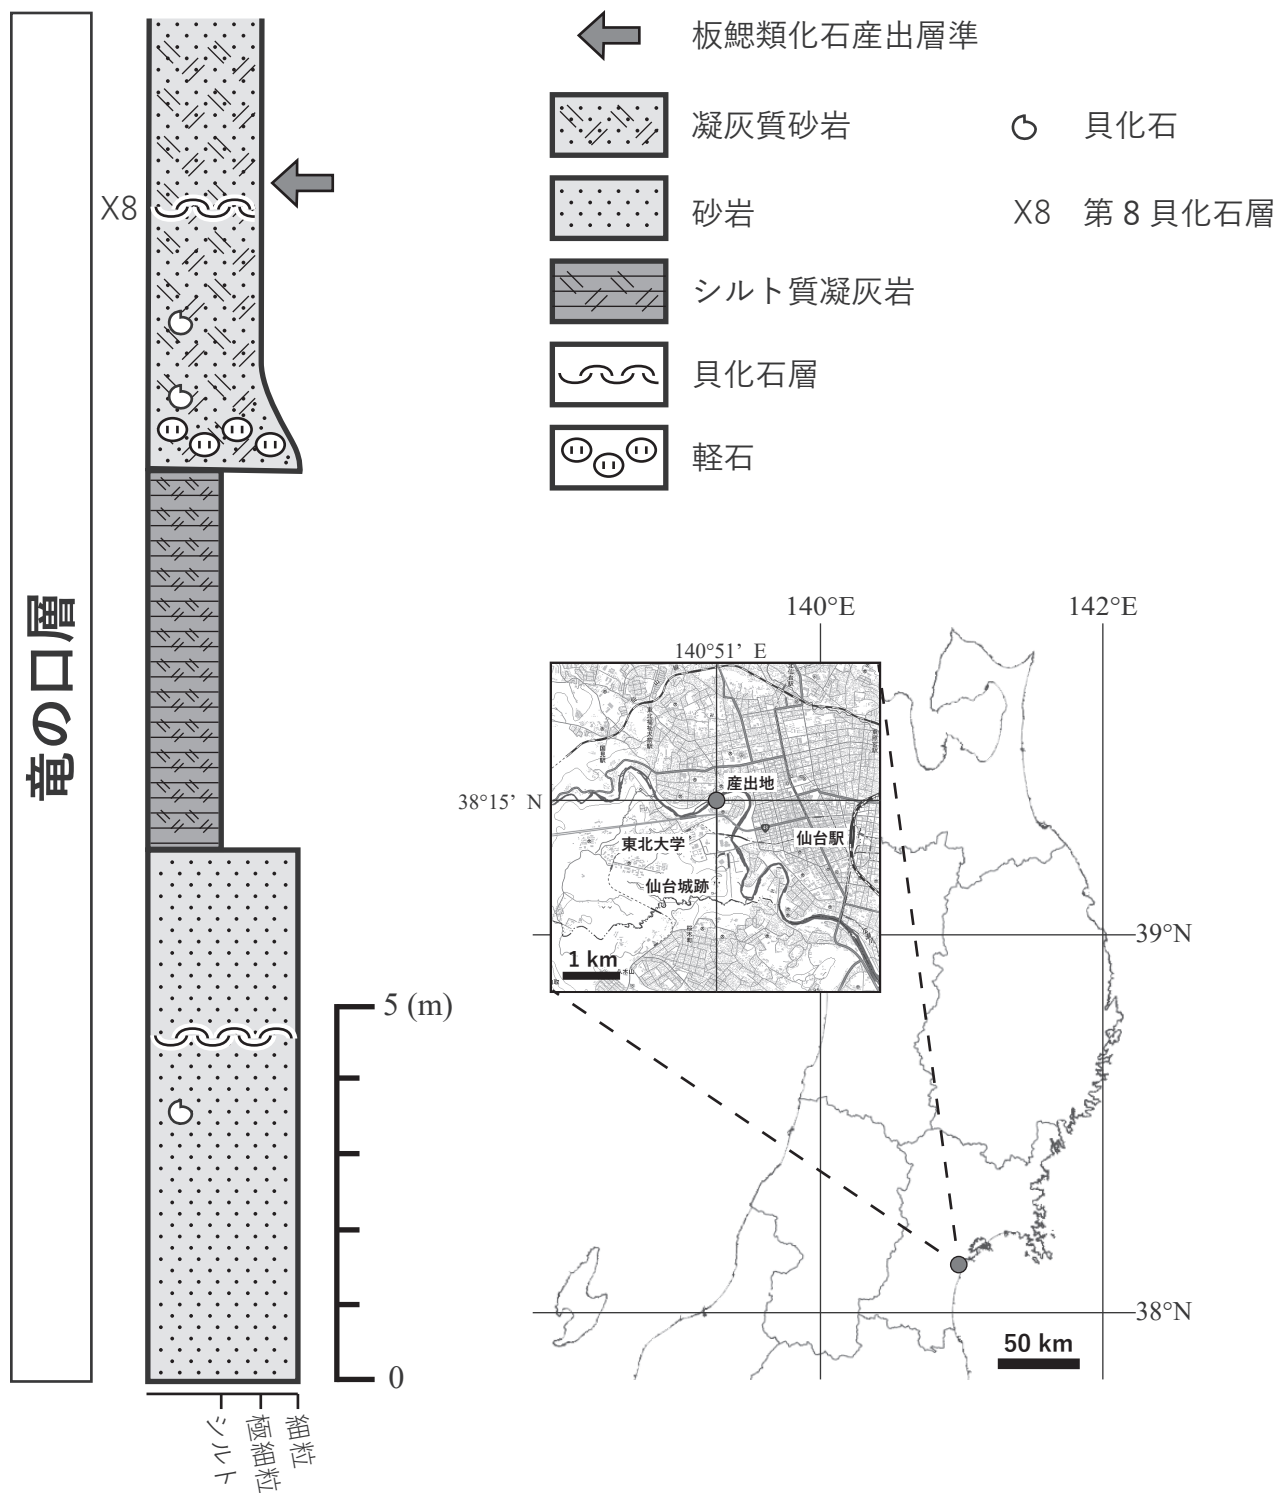 板鰓類化石産出層準
凝灰質砂岩
貝化石
X8
砂岩
X8 第 8 貝化石層
シルト質凝灰岩
貝化石層
軽石
竜の口層
140°E
142°E
140°51’ E
産出地
38°15’ N
仙台駅
東北大学
仙台城跡
39°N
1 km
5 (m)
38°N
50 km
0
シルト
極細粒
細粒